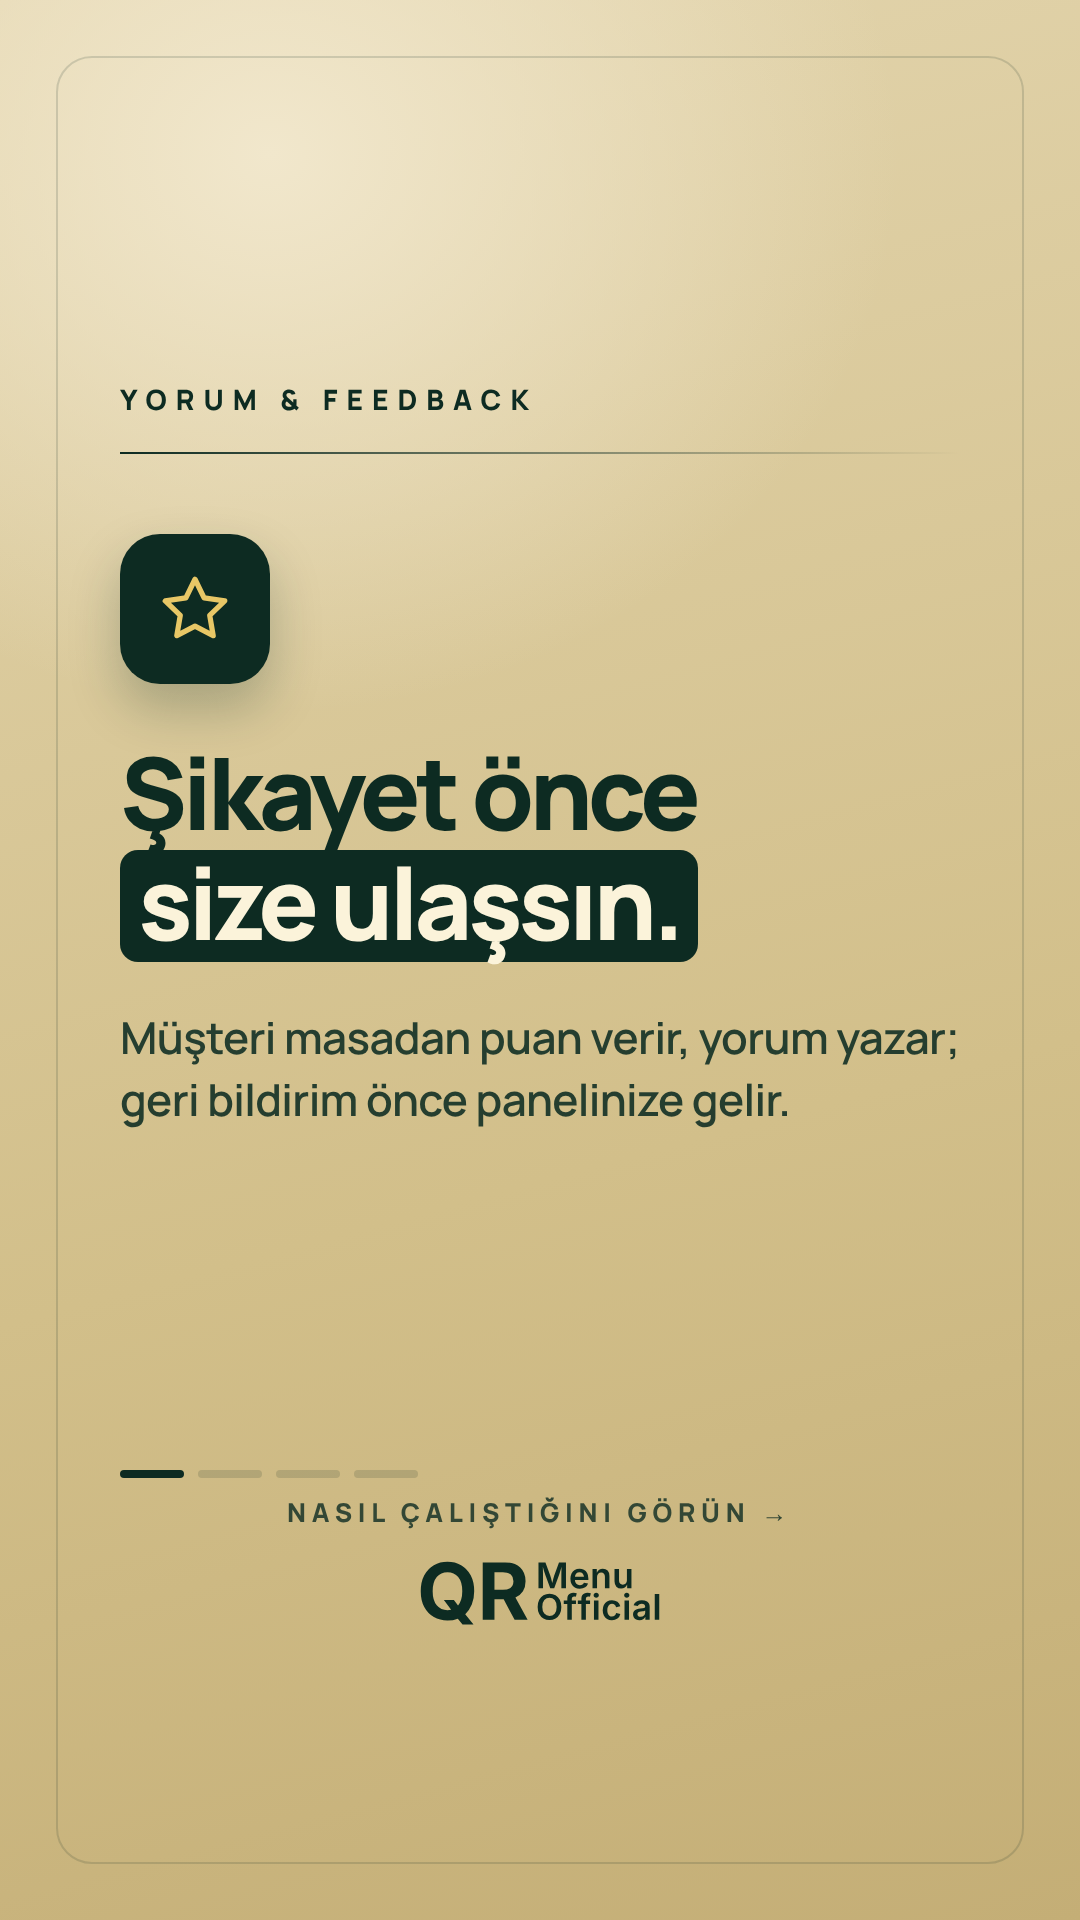 YORUM & FEEDBACK
Şikayet önce
size ulaşsın.
Müşteri masadan puan verir, yorum yazar;
geri bildirim önce panelinize gelir.
NASIL ÇALIŞTIĞINI GÖRÜN →
QR Menu
Official